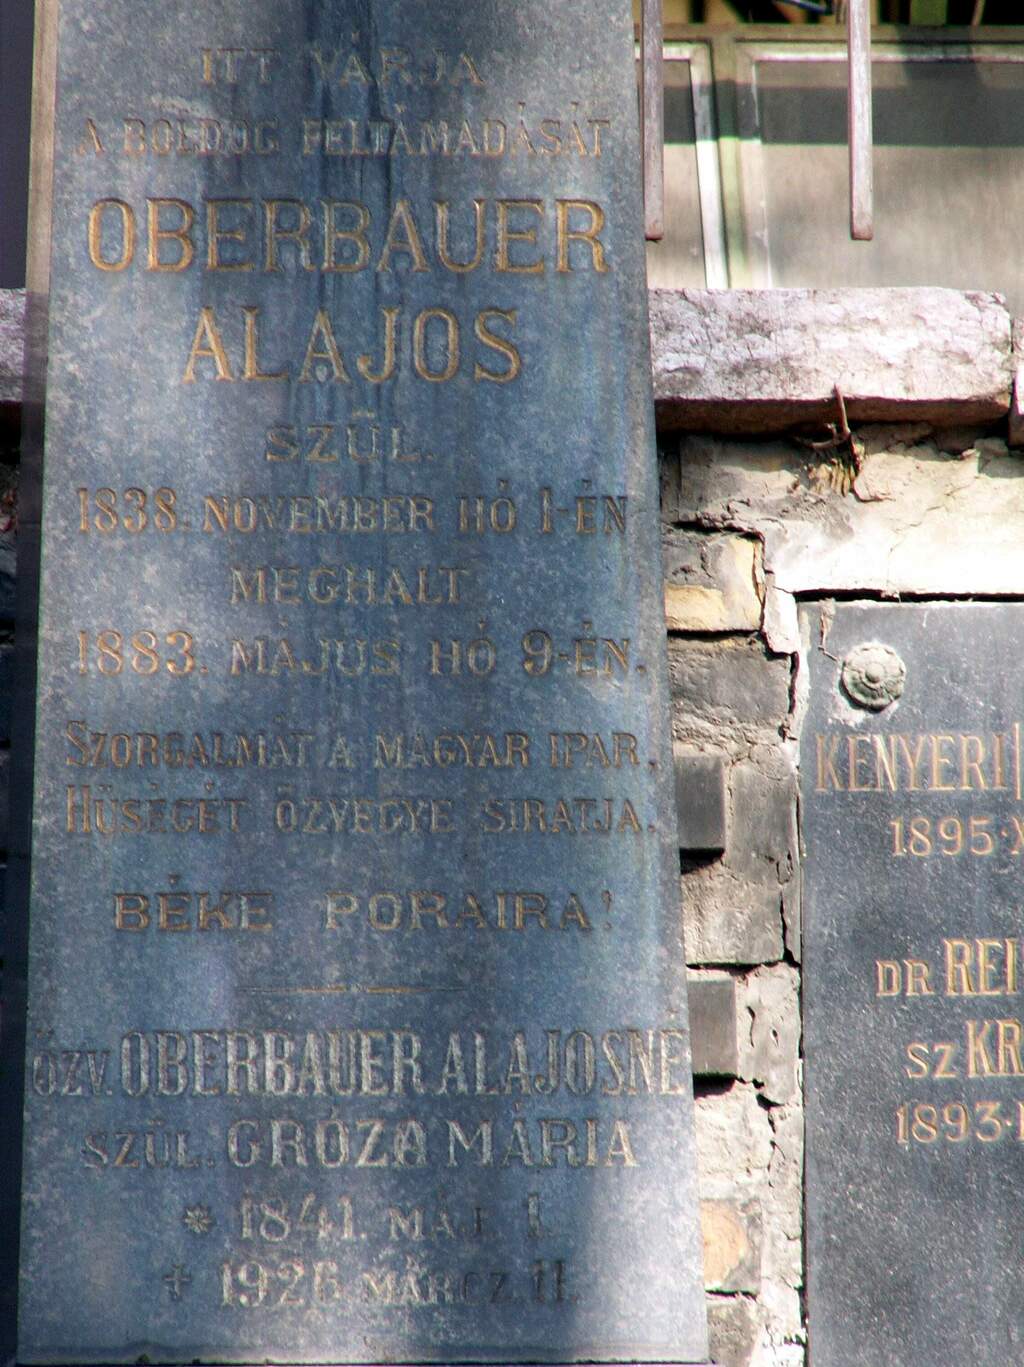 ITT VÁRJA
A BOLDOG FELTÁMADÁSÁT
OBERBAUER
ALAJOS
SZÜL.
1838. NOVEMBER HÓ 1-ÉN
MEGHALT
1883. MÁJUS HÓ 9-ÉN.
SZORGALMÁT A MAGYAR IPAR,
HŰSÉGÉT ÖZVEGYE SIRATJA.
BÉKE PORAIRA!
ÖZV. OBERBAUER ALAJOSNÉ
SZÜL. GRÓZA MÁRIA
* 1841. MÁJ. 1.
† 1926 MÁRCZ. 11.
KENYERI
1895
DR REI
SZ KR
1893